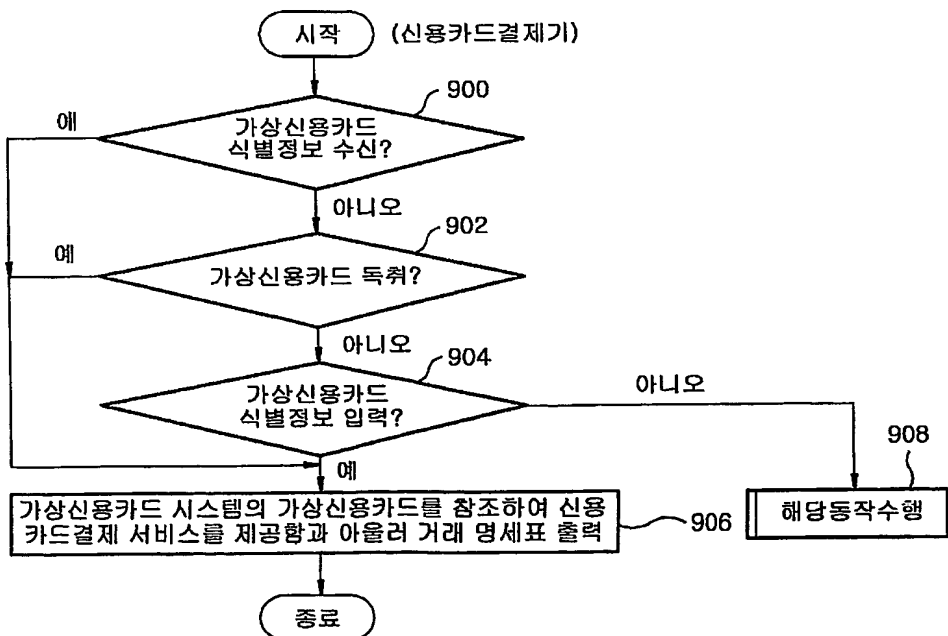 시작 (신용카드결제기)
900
예
가상신용카드
식별정보 수신?
아니오
902
예
가상신용카드 독취?
아니오
904
가상신용카드
식별정보 입력?
아니오
908
예
가상신용카드 시스템의 가상신용카드를 참조하여 신용
카드결제 서비스를 제공함과 아울러 거래 명세표 출력
906
해당동작수행
종료